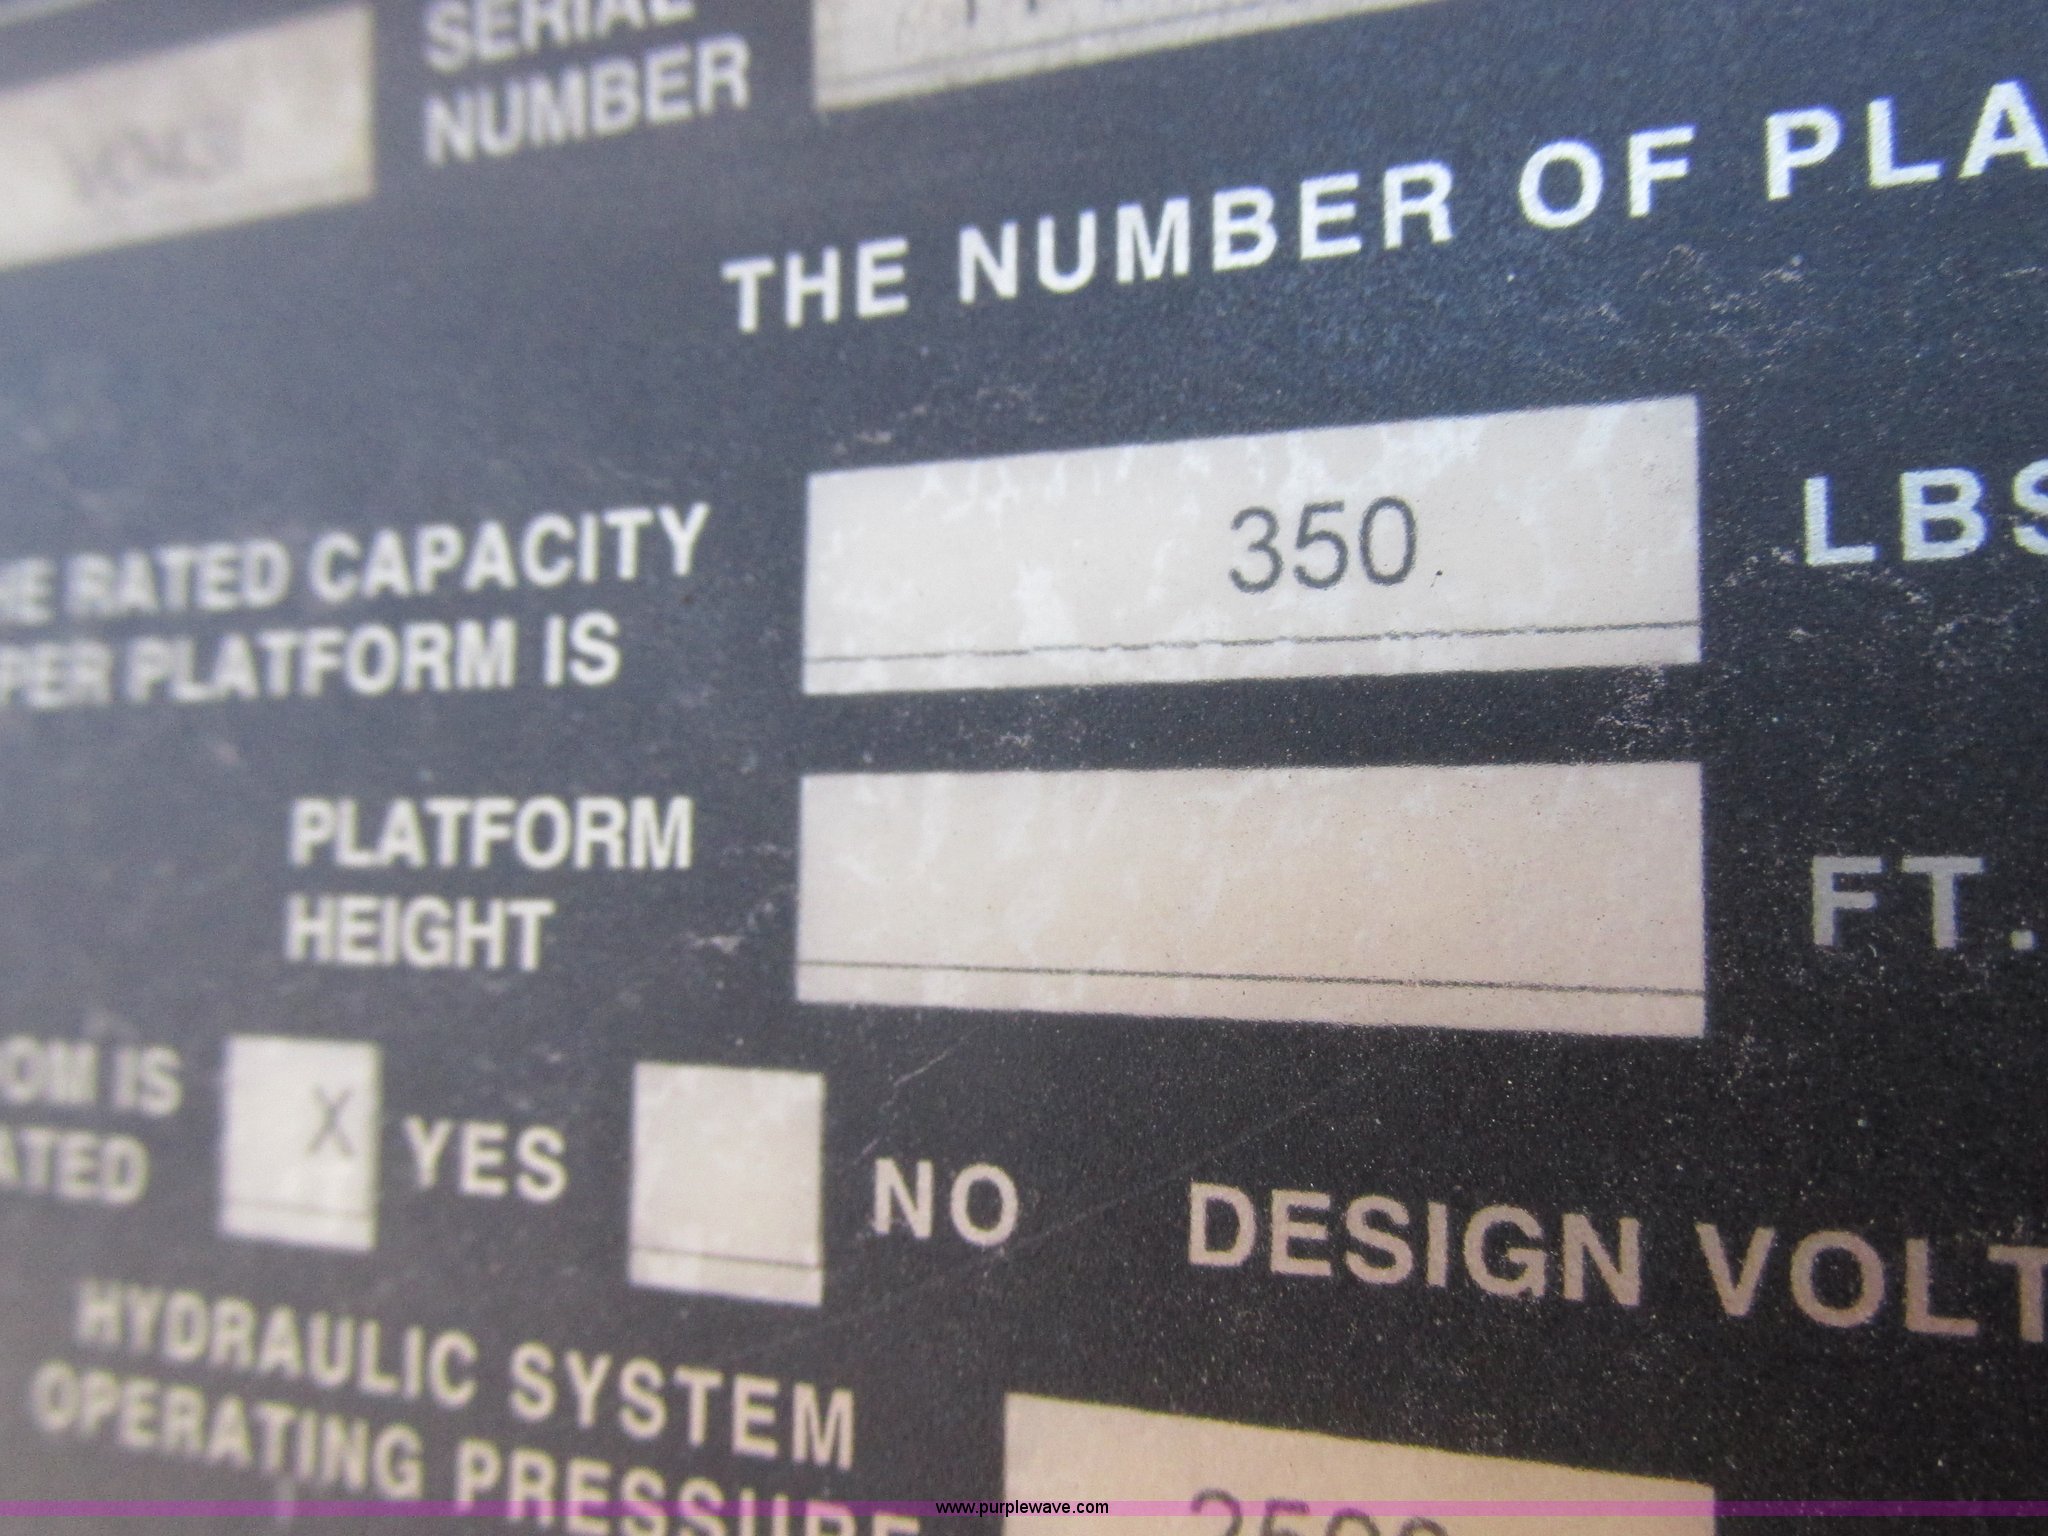 SERIAL
NUMBER
THE NUMBER OF PLA
HE RATED CAPACITY
PER PLATFORM IS
350
LBS
PLATFORM
HEIGHT
FT.
OM IS
ATED
X YES
NO
DESIGN VOLT
HYDRAULIC SYSTEM
OPERATING PRESSURE
www.purplewave.com